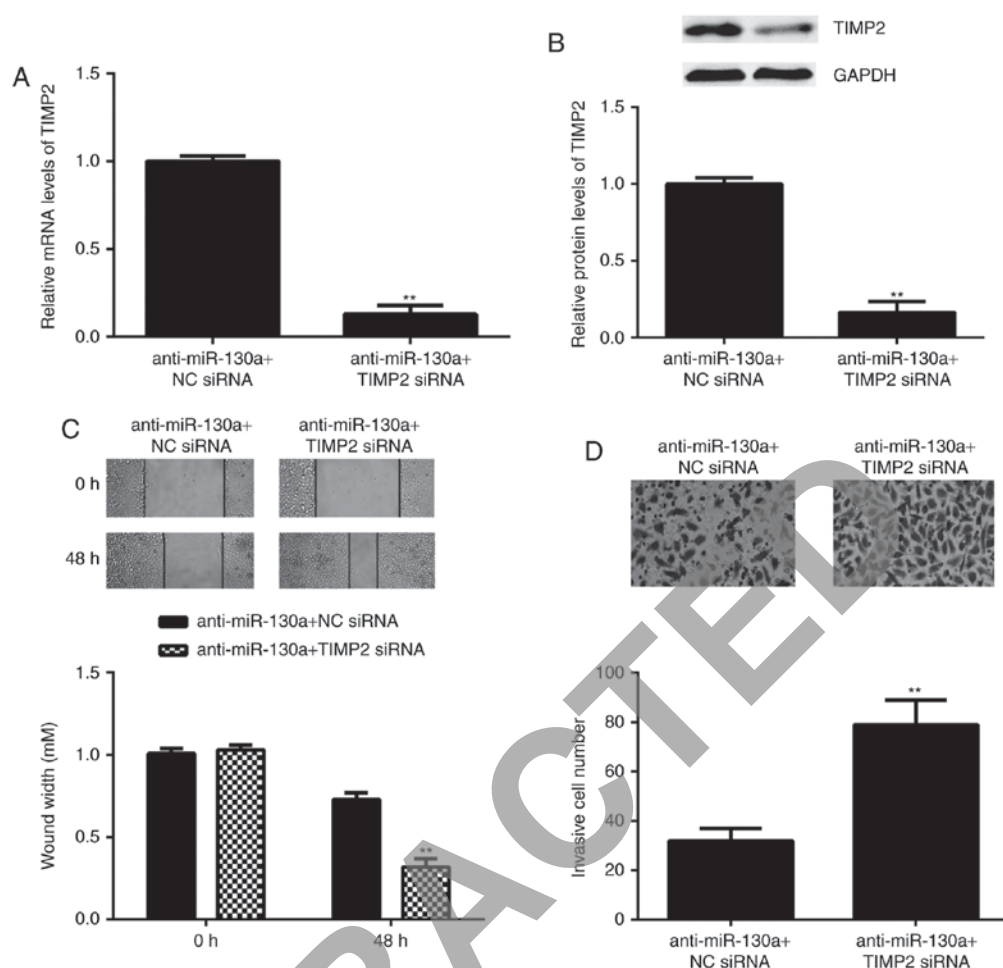 A
Relative mRNA levels of TIMP2
1.5
1.0
0.5
0.0
**
anti-miR-130a+
NC siRNA
anti-miR-130a+
TIMP2 siRNA
B
TIMP2
GAPDH
Relative protein levels of TIMP2
1.5
1.0
0.5
0.0
**
anti-miR-130a+
NC siRNA
anti-miR-130a+
TIMP2 siRNA
C
anti-miR-130a+
NC siRNA
anti-miR-130a+
TIMP2 siRNA
0 h
48 h
anti-miR-130a+NC siRNA
anti-miR-130a+TIMP2 siRNA
Wound width (mM)
1.5
1.0
0.5
0.0
**
0 h
48 h
D
anti-miR-130a+
NC siRNA
anti-miR-130a+
TIMP2 siRNA
Invasive cell number
100
80
60
40
20
0
**
anti-miR-130a+
NC siRNA
anti-miR-130a+
TIMP2 siRNA
RACTED